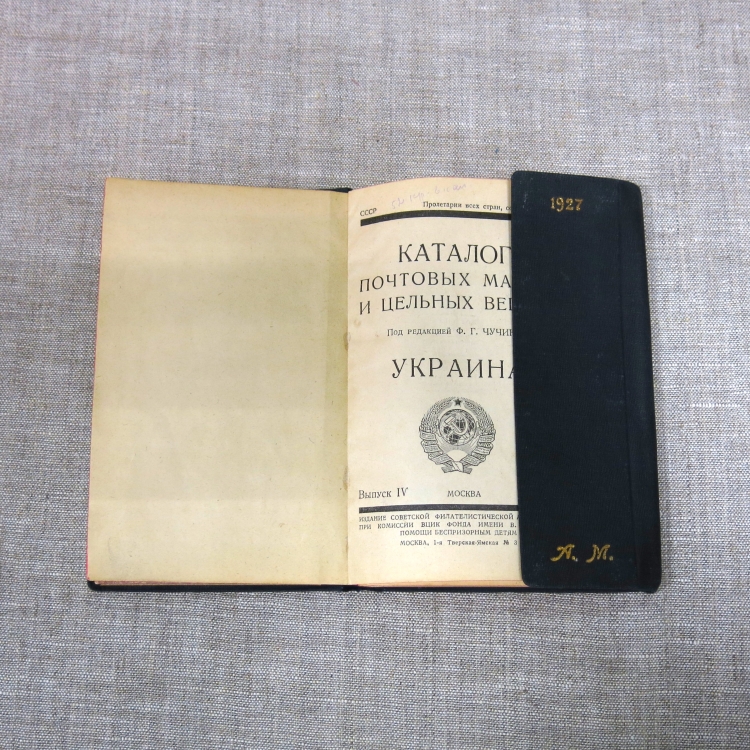 СССР Пролетарии всех стран,
КАТАЛОГ
ПОЧТОВЫХ МА
И ЦЕЛЬНЫХ ВЕ
Под редакцией Ф. Г. ЧУЧИ
УКРАИНА
Выпуск IV МОСКВА
ИЗДАНИЕ СОВЕТСКОЙ ФИЛАТЕЛИСТИЧЕСКОЙ
ПРИ КОМИССИИ ВЦИК ФОНДА ИМЕНИ В.
ПОМОЩИ БЕСПРИЗОРНЫМ ДЕТЯМ
МОСКВА, 1-я Тверская-Ямская № 3
1927
А. М.